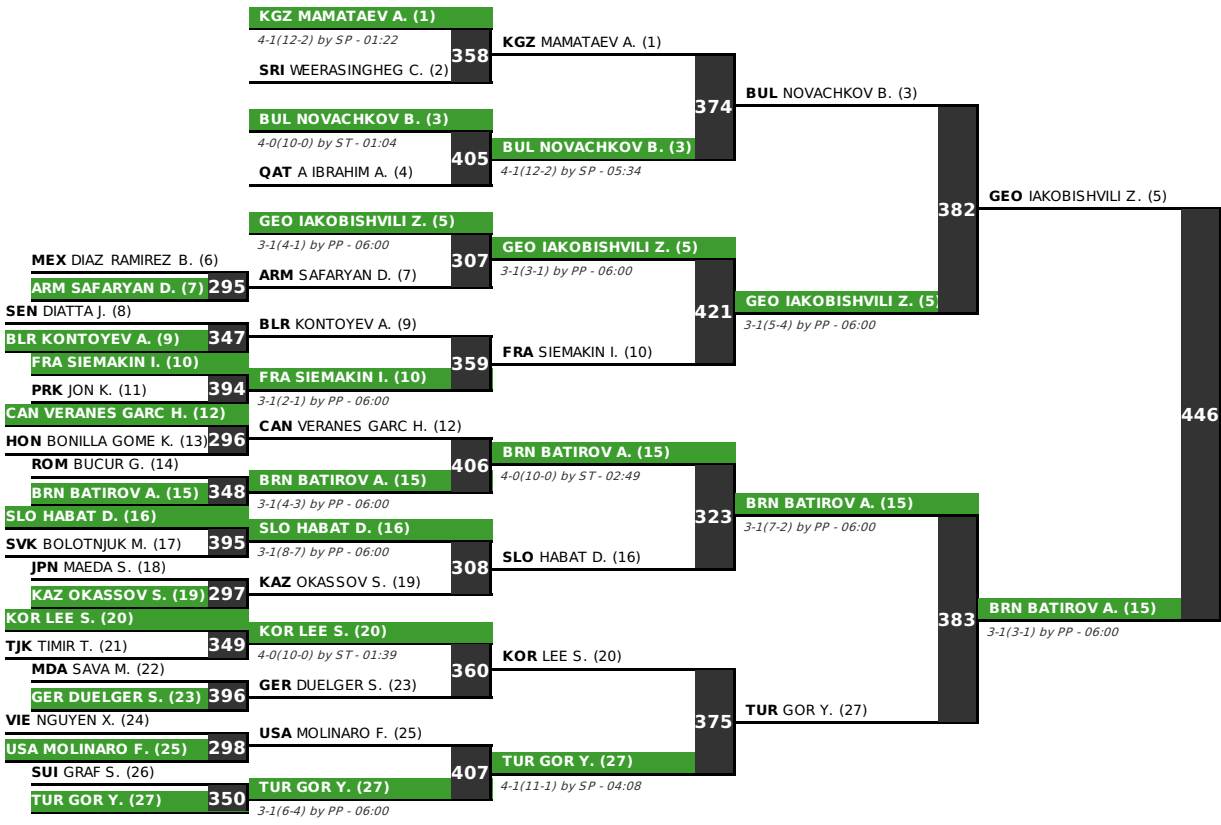 KGZ MAMATAEV A. (1)
4-1(12-2) by SP - 01:22
358
SRI WEERASINGHEG C. (2)
BUL NOVACHKOV B. (3)
4-0(10-0) by ST - 01:04
405
QAT A IBRAHIM A. (4)
GEO IAKOBISHVILI Z. (5)
3-1(4-1) by PP - 06:00
307
ARM SAFARYAN D. (7)
MEX DIAZ RAMIREZ B. (6)
ARM SAFARYAN D. (7)
295
SEN DIATTA J. (8)
BLR KONTOYEV A. (9)
347
FRA SIEMAKIN I. (10)
PRK JON K. (11)
394
BLR KONTOYEV A. (9)
359
FRA SIEMAKIN I. (10)
3-1(2-1) by PP - 06:00
CAN VERANES GARC H. (12)
HON BONILLA GOME K. (13)
296
ROM BUCUR G. (14)
BRN BATIROV A. (15)
348
CAN VERANES GARC H. (12)
406
BRN BATIROV A. (15)
3-1(4-3) by PP - 06:00
SLO HABAT D. (16)
SVK BOLOTNJUK M. (17)
395
JPN MAEDA S. (18)
KAZ OKASSOV S. (19)
297
SLO HABAT D. (16)
3-1(8-7) by PP - 06:00
308
KAZ OKASSOV S. (19)
KOR LEE S. (20)
TJK TIMIR T. (21)
349
MDA SAVA M. (22)
GER DUELGER S. (23)
396
KOR LEE S. (20)
4-0(10-0) by ST - 01:39
360
GER DUELGER S. (23)
VIE NGUYEN X. (24)
USA MOLINARO F. (25)
298
SUI GRAF S. (26)
TUR GOR Y. (27)
350
USA MOLINARO F. (25)
407
TUR GOR Y. (27)
3-1(6-4) by PP - 06:00
KGZ MAMATAEV A. (1)
374
BUL NOVACHKOV B. (3)
4-1(12-2) by SP - 05:34
GEO IAKOBISHVILI Z. (5)
3-1(3-1) by PP - 06:00
421
FRA SIEMAKIN I. (10)
BRN BATIROV A. (15)
4-0(10-0) by ST - 02:49
323
SLO HABAT D. (16)
KOR LEE S. (20)
375
TUR GOR Y. (27)
4-1(11-1) by SP - 04:08
BUL NOVACHKOV B. (3)
382
GEO IAKOBISHVILI Z. (5)
3-1(5-4) by PP - 06:00
BRN BATIROV A. (15)
3-1(7-2) by PP - 06:00
383
TUR GOR Y. (27)
GEO IAKOBISHVILI Z. (5)
446
BRN BATIROV A. (15)
3-1(3-1) by PP - 06:00